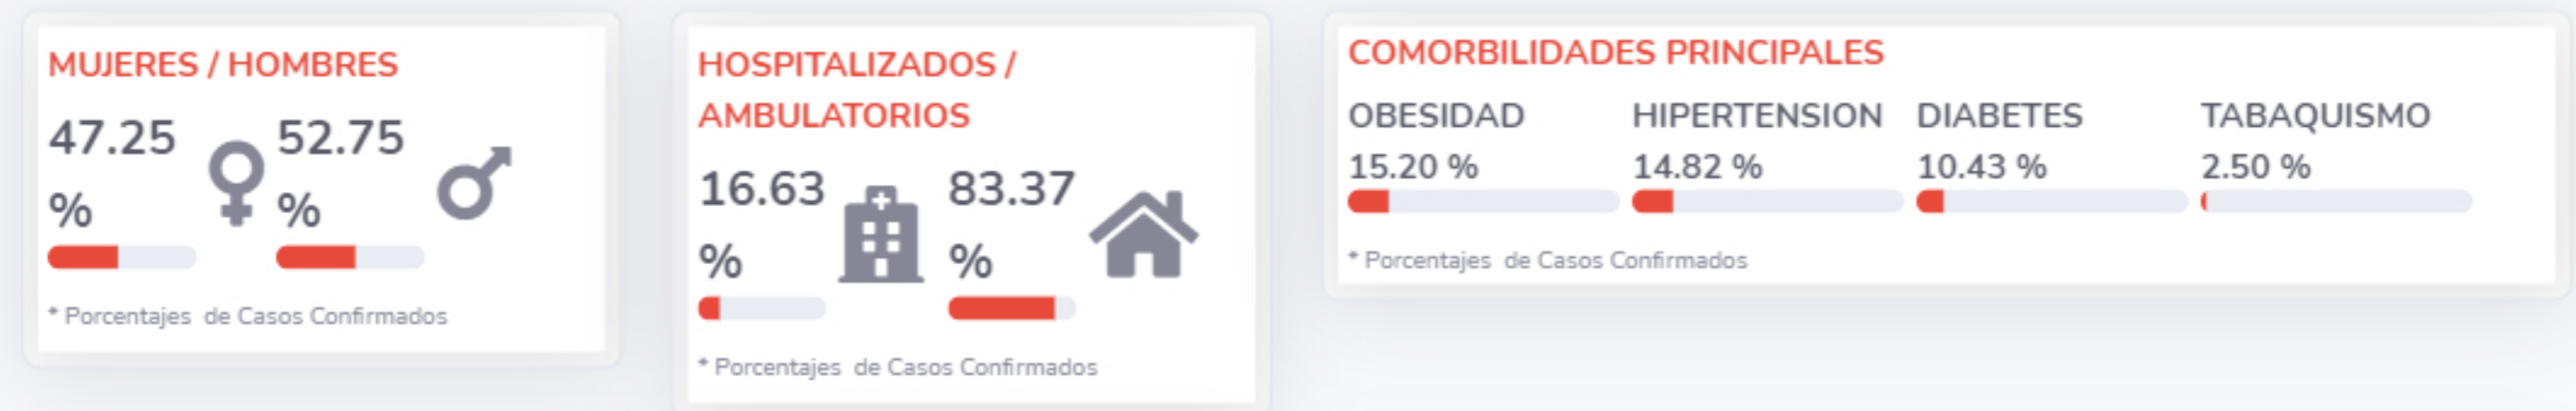 MUJERES / HOMBRES
47.25
%
52.75
%
* Porcentajes de Casos Confirmados
HOSPITALIZADOS /
AMBULATORIOS
16.63
%
83.37
%
* Porcentajes de Casos Confirmados
COMORBILIDADES PRINCIPALES
OBESIDAD
15.20 %
HIPERTENSION
14.82 %
DIABETES
10.43 %
TABAQUISMO
2.50 %
* Porcentajes de Casos Confirmados